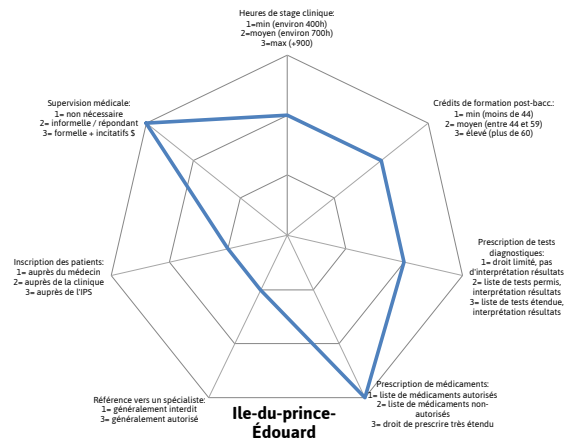 Heures de stage clinique:
1=min (environ 400h)
2=moyen (environ 700h)
3=max (+900)
Crédits de formation post-bacc.:
1= min (moins de 44)
2= moyen (entre 44 et 59)
3= élevé (plus de 60)
Prescription de tests
diagnostiques:
1= droit limité, pas
d'interprétation résultats
2= liste de tests permis,
interprétation résultats
3= liste de tests étendue,
interprétation résultats
Prescription de médicaments:
1= liste de médicaments autorisés
2= liste de médicaments non-
autorisés
3= droit de prescrire très étendu
Référence vers un spécialiste:
1= généralement interdit
3= généralement autorisé
Inscription des patients:
1= auprès du médecin
2= auprès de la clinique
3= auprès de l'IPS
Supervision médicale:
1= non nécessaire
2= informelle / répondant
3= formelle + incitatifs $
Ile-du-prince-
Édouard